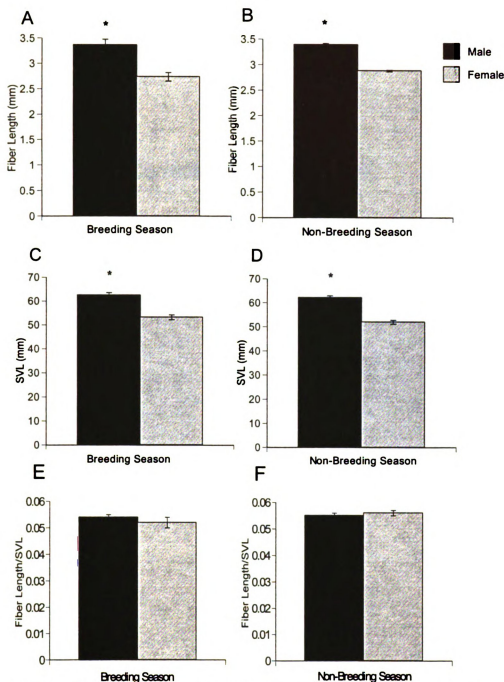 A
B
*
*
3.5
3
2.5
2
1.5
1
0.5
0
Fiber Length (mm)
Breeding Season
3.5
3
2.5
2
1.5
1
0.5
0
Fiber Length (mm)
Non-Breeding Season
Male
Female
C
D
*
*
70
60
50
40
30
20
10
0
SVL (mm)
Breeding Season
70
60
50
40
30
20
10
0
SVL (mm)
Non-Breeding Season
E
F
0.06
0.05
0.04
0.03
0.02
0.01
0
Fiber Length/SVL
Breeding Season
0.06
0.05
0.04
0.03
0.02
0.01
0
Fiber Length/SVL
Non-Breeding Season